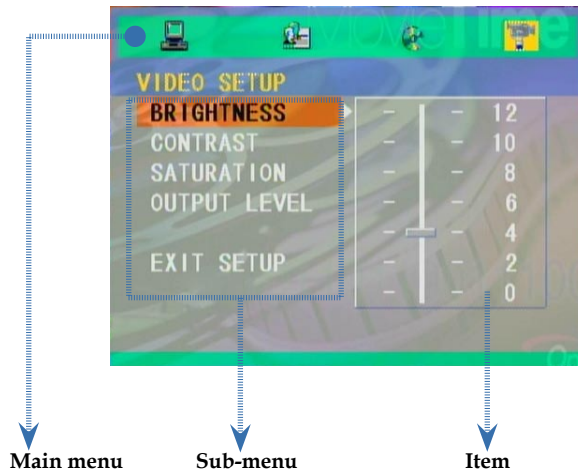 MovieTime
VIDEO SETUP
BRIGHTNESS
CONTRAST
SATURATION
OUTPUT LEVEL
EXIT SETUP
12
10
8
6
4
2
0
Main menu Sub-menu Item